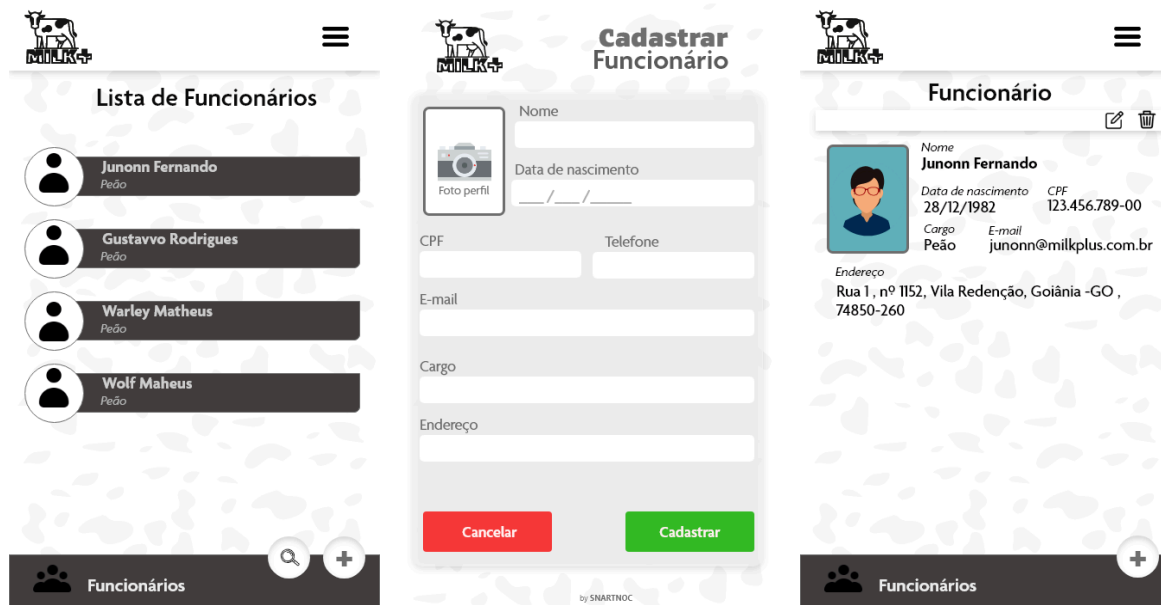 MILK+
Lista de Funcionários
Junonn Fernando
Peão
Gustavvo Rodrigues
Peão
Warley Matheus
Peão
Wolf Maheus
Peão
Funcionários
MILK+
Cadastrar
Funcionário
Foto perfil
Nome
Data de nascimento
___/___/_____
CPF
Telefone
E-mail
Cargo
Endereço
Cancelar
Cadastrar
by SNARTNOC
MILK+
Funcionário
Nome
Junonn Fernando
Data de nascimento CPF
28/12/1982 123.456.789-00
Cargo E-mail
Peão junonn@milkplus.com.br
Endereço
Rua 1 , nº 1152, Vila Redenção, Goiânia -GO ,
74850-260
Funcionários